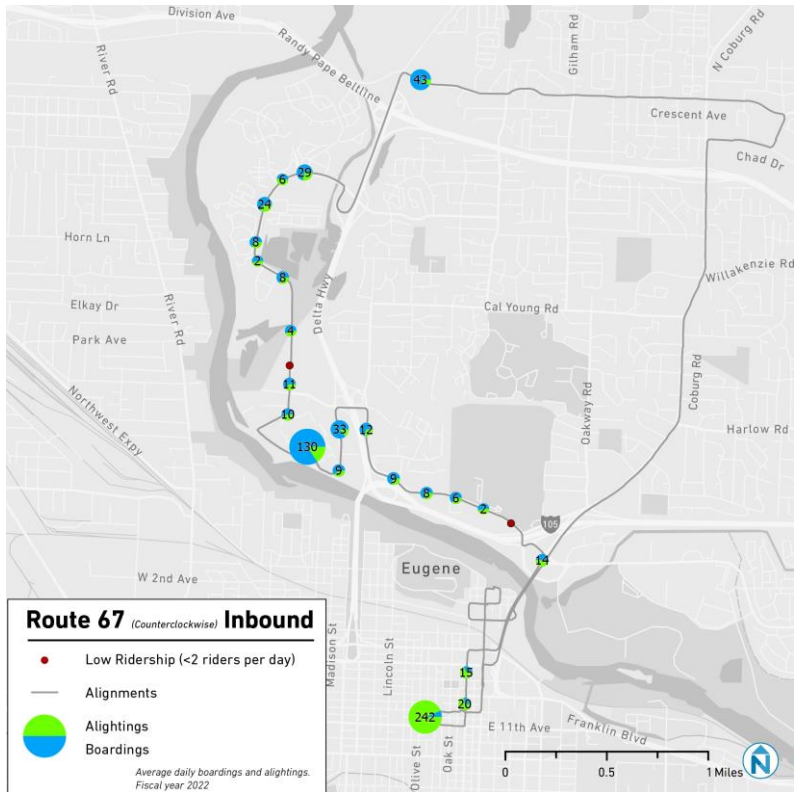 Division Ave
River Rd
Randy Pape Beltline
Gilham Rd
N Coburg Rd
43
Crescent Ave
Chad Dr
29
6
24
Horn Ln
8
2
8
Willakenzie Rd
Elkay Dr
River Rd
Delta Hwy
Cal Young Rd
Park Ave
4
Northwest Expy
11
Oakway Rd
Coburg Rd
10
33
12
Harlow Rd
130
9
9
8
6
2
105
14
Eugene
W 2nd Ave
Madison St
Lincoln St
15
20
242
E 11th Ave
Franklin Blvd
Olive St
Oak St
Route 67 (Counterclockwise) Inbound
Low Ridership (<2 riders per day)
Alignments
Alightings
Boardings
Average daily boardings and alightings.
Fiscal year 2022
0 0.5 1 Miles
N